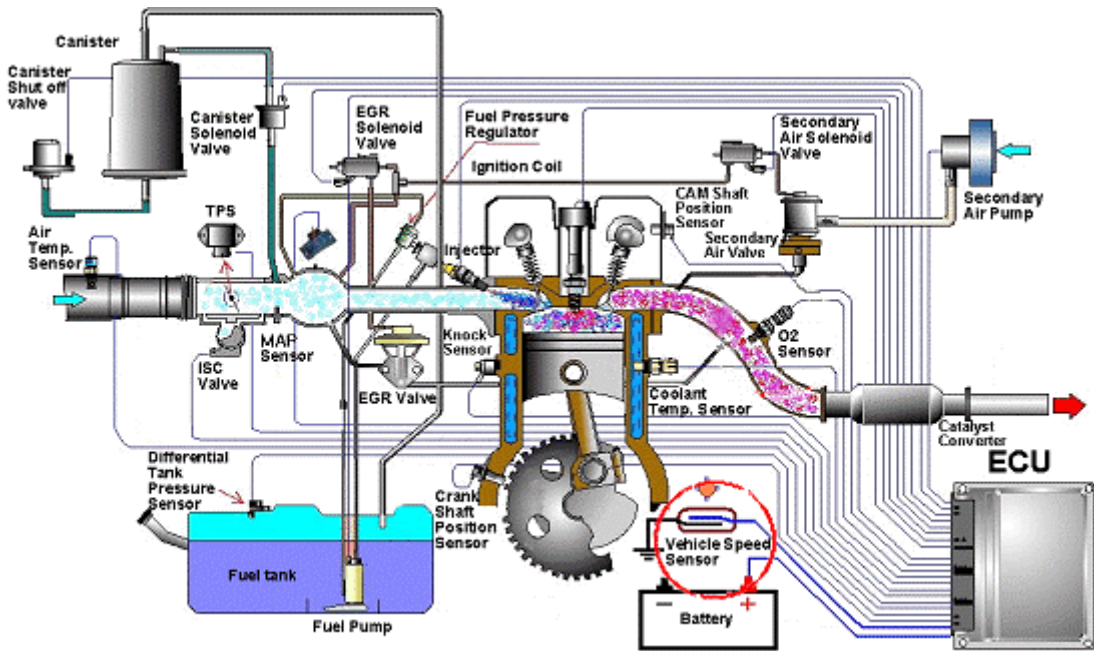 Canister
Canister
Shut off
valve
Canister
Solenoid
Valve
EGR
Solenoid
Valve
Fuel Pressure
Regulator
Ignition Coil
Secondary
Air Solenoid
Valve
CAM Shaft
Position
Sensor
Secondary
Air Pump
Secondary
Air Valve
TPS
Air
Temp.
Sensor
Injector
MAP
Sensor
ISC
Valve
EGR Valve
Knock
Sensor
O2
Sensor
Coolant
Temp. Sensor
Catalyst
Converter
ECU
Differential
Tank
Pressure
Sensor
Crank
Shaft
Position
Sensor
Vehicle Speed
Sensor
Fuel tank
Fuel Pump
− +
Battery